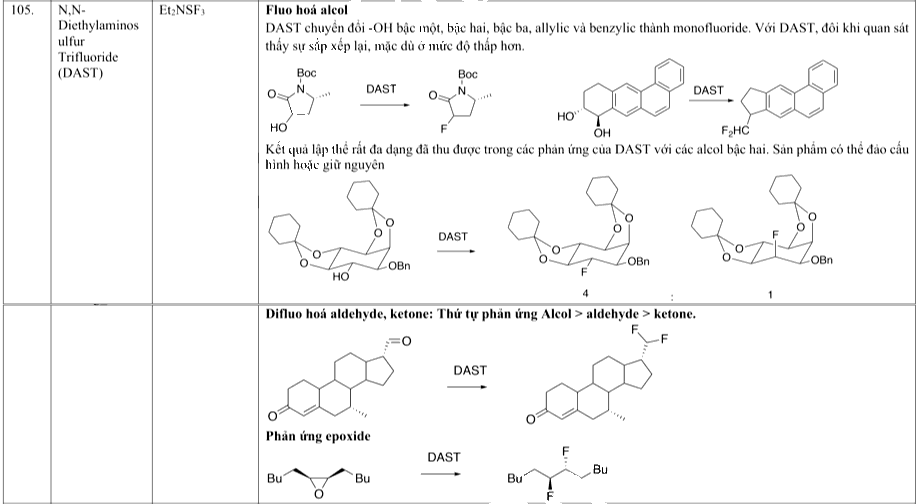 105.
N,N-
Diethylaminos
ulfur
Trifluoride
(DAST)
Et₂NSF₃
Fluo hoá alcol
DAST chuyển đổi -OH bậc một, bậc hai, bậc ba, allylic và benzylic thành monofluoride. Với DAST, đôi khi quan sát
thấy sự sắp xếp lại, mặc dù ở mức độ thấp hơn.
Boc
N
O
HO
DAST
Boc
N
O
F
HO
OH
DAST
F₂HC
Kết quả lập thể rất đa dạng đã thu được trong các phản ứng của DAST với các alcol bậc hai. Sản phẩm có thể đảo cấu
hình hoặc giữ nguyên
O
O
O
O
HO
OBn
DAST
O
O
O
O
F
OBn
O
O
O
O
F
OBn
4 : 1
Difluo hoá aldehyde, ketone: Thứ tự phản ứng Alcol > aldehyde > ketone.
O
O
DAST
F
F
O
Phản ứng epoxide
Bu
O
Bu
DAST
Bu
F
F
Bu